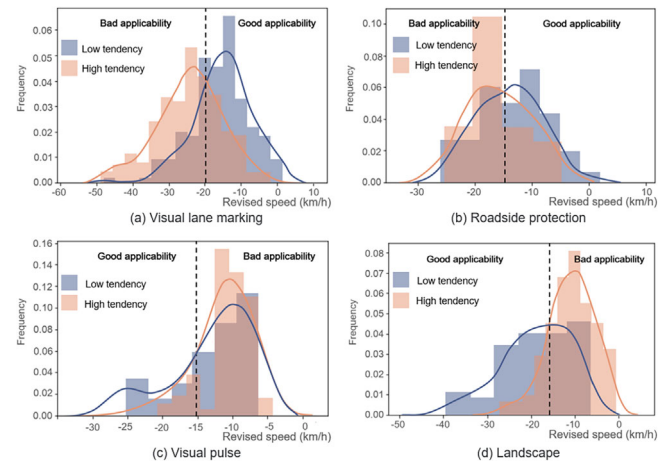 Bad applicability Good applicability
Low tendency
High tendency
Frequency
0.06
0.05
0.04
0.03
0.02
0.01
0.00
-60 -50 -40 -30 -20 -10 0 10
Revised speed (km/h)
(a) Visual lane marking
Bad applicability Good applicability
Low tendency
High tendency
Frequency
0.10
0.08
0.06
0.04
0.02
0.00
-30 -20 -10 0 10
Revised speed (km/h)
(b) Roadside protection
Good applicability Bad applicability
Low tendency
High tendency
Frequency
0.16
0.14
0.12
0.10
0.08
0.06
0.04
0.02
0.00
-30 -25 -20 -15 -10 -5 0
Revised speed (km/h)
(c) Visual pulse
Good applicability Bad applicability
Low tendency
High tendency
Frequency
0.08
0.07
0.05
0.04
0.03
0.02
0.01
0.00
-50 -40 -30 -20 -10 0
Revised speed (km/h)
(d) Landscape